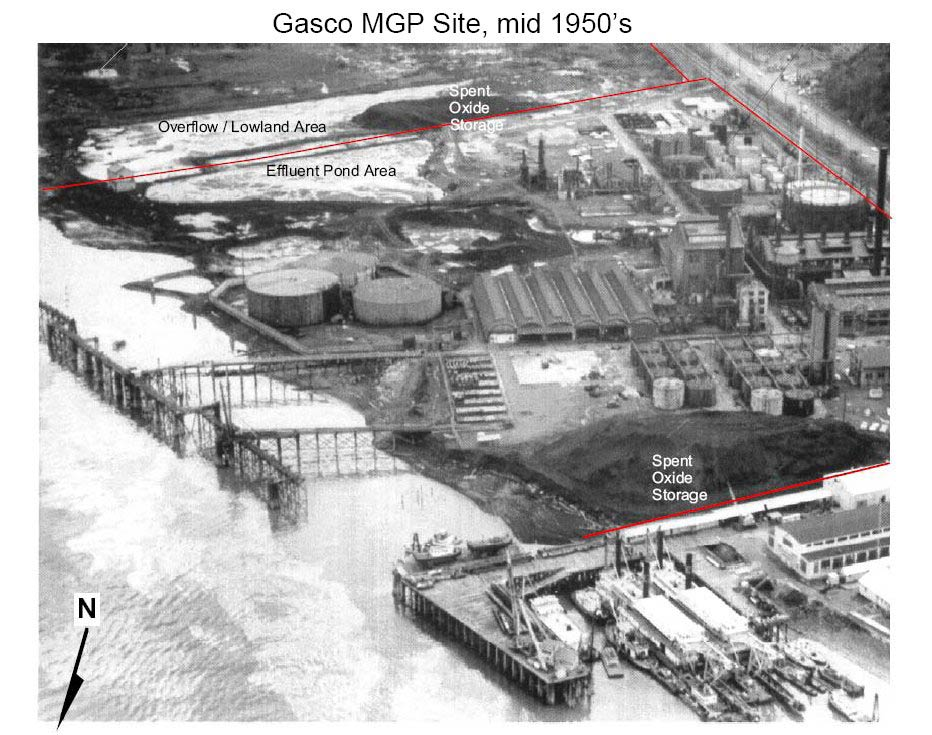 Gasco MGP Site, mid 1950's
Spent
Oxide
Storage
Overflow / Lowland Area
Effluent Pond Area
Spent
Oxide
Storage
N